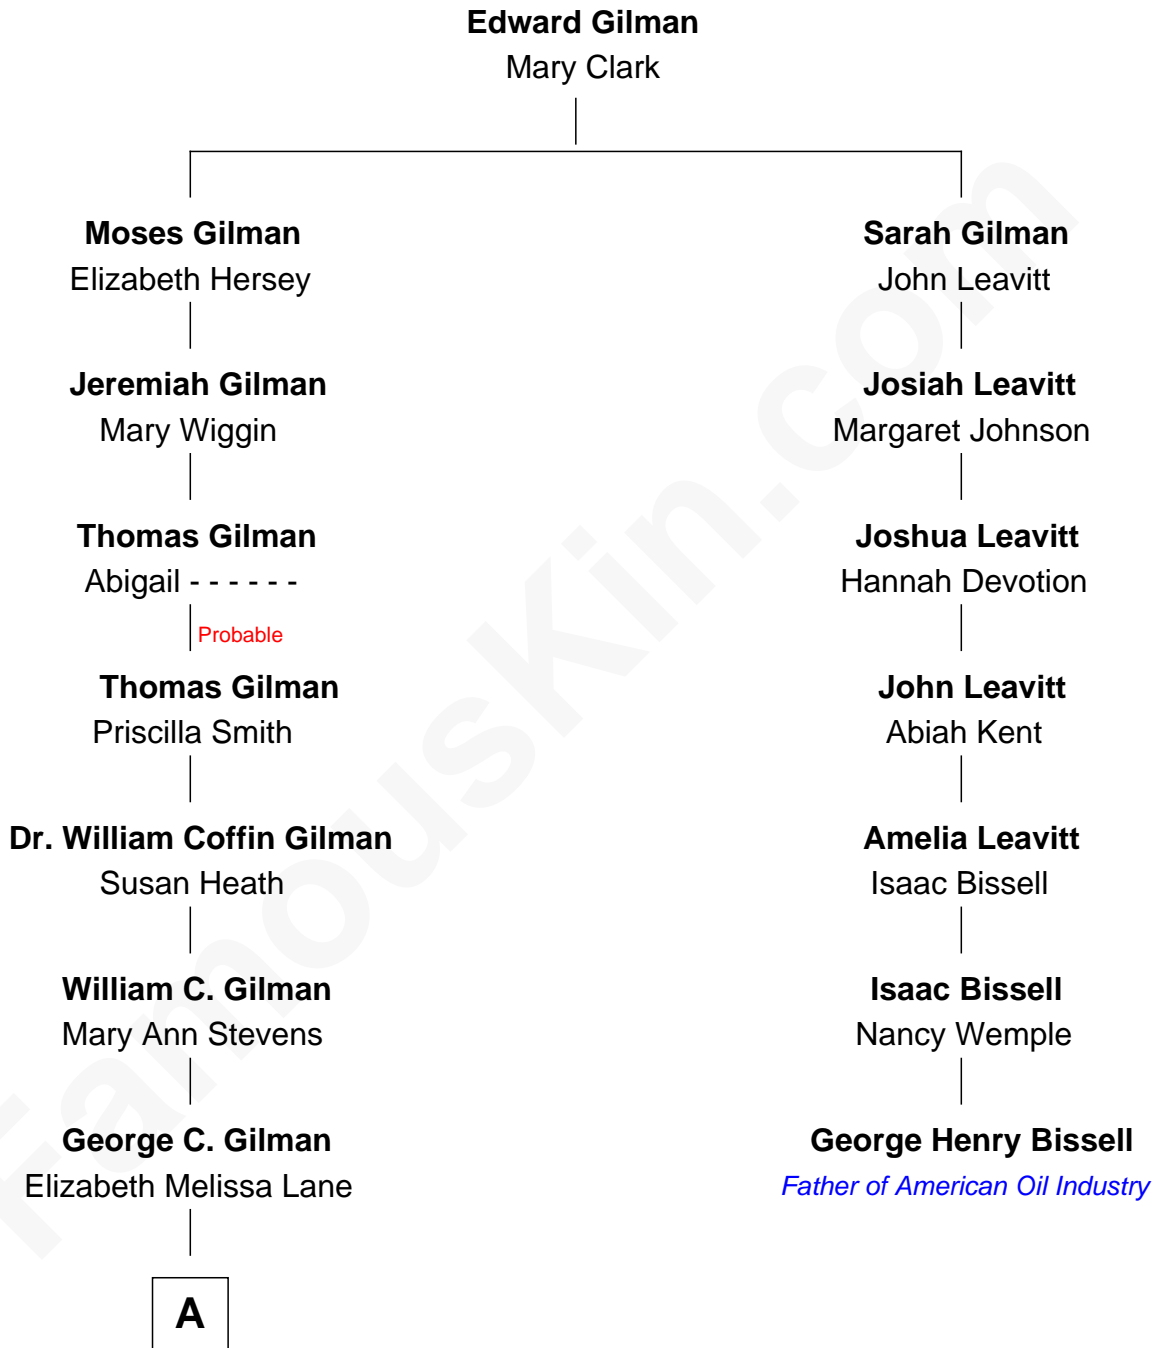 Edward Gilman
Mary Clark
Moses Gilman
Elizabeth Hersey
Sarah Gilman
John Leavitt
Jeremiah Gilman
Mary Wiggin
Josiah Leavitt
Margaret Johnson
Thomas Gilman
Abigail - - - - - -
Joshua Leavitt
Hannah Devotion
Probable
Thomas Gilman
Priscilla Smith
John Leavitt
Abiah Kent
Dr. William Coffin Gilman
Susan Heath
Amelia Leavitt
Isaac Bissell
William C. Gilman
Mary Ann Stevens
Isaac Bissell
Nancy Wemple
George C. Gilman
Elizabeth Melissa Lane
George Henry Bissell
Father of American Oil Industry
A
FamousKin.com